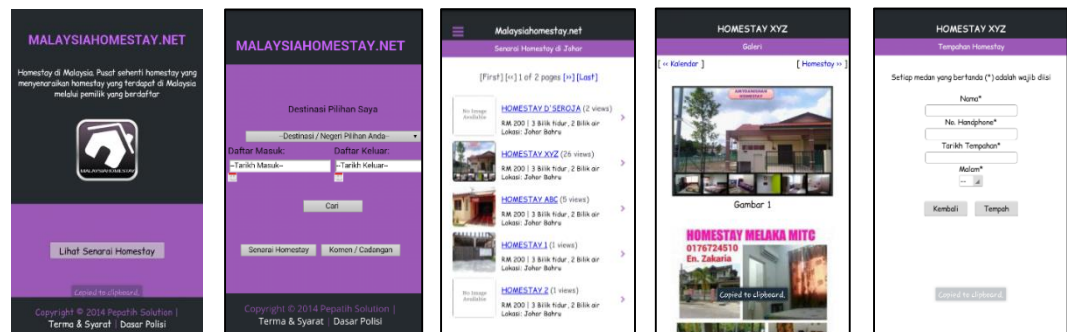 MALAYSIAHOMESTAY.NET
Homestay di Malaysia. Pusat sehenti homestay yang
menyenaraikan homestay yang terdapat di Malaysia
melalui pemilik yang berdaftar
MALAYSIAHOMESTAY
Lihat Senarai Homestay
Copied to clipboard.
Copyright © 2014 Pepatih Solution |
Terma & Syarat | Dasar Polisi
MALAYSIAHOMESTAY.NET
Destinasi Pilihan Saya
--Destinasi / Negeri Pilihan Anda--
Daftar Masuk: Daftar Keluar:
--Tarikh Masuk-- --Tarikh Keluar--
Cari
Senarai Homestay Komen / Cadangan
Copyright © 2014 Pepatih Solution |
Terma & Syarat | Dasar Polisi
Malaysiahomestay.net
Senarai Homestay di Johor
[First] [<<] 1 of 2 pages [>>] [Last]
No Image
Available
HOMESTAY D'SEROJA (2 views)
RM 200 | 3 Bilik tidur, 2 Bilik air
Lokasi: Johor Bahru
HOMESTAY XYZ (26 views)
RM 200 | 3 Bilik tidur, 2 Bilik air
Lokasi: Johor Bahru
HOMESTAY ABC (5 views)
RM 200 | 3 Bilik tidur, 2 Bilik air
Lokasi: Johor Bahru
HOMESTAY 1 (1 views)
RM 200 | 3 Bilik tidur, 2 Bilik air
Lokasi: Johor Bahru
No Image
Available
HOMESTAY 2 (1 views)
RM 200 | 3 Bilik tidur, 2 Bilik air
Lokasi: Johor Bahru
HOMESTAY XYZ
Galeri
[ << Kalendar ] [ Homestay >> ]
HOMESTAY
Gambar 1
HOMESTAY MELAKA MITC
0176724510
En. Zakaria
Copied to clipboard.
HOMESTAY XYZ
Tempahan Homestay
Setiap medan yang bertanda (*) adalah wajib diisi
Nama*
No. Handphone*
Tarikh Tempahan*
Malam*
--
Kembali Tempah
Copied to clipboard.